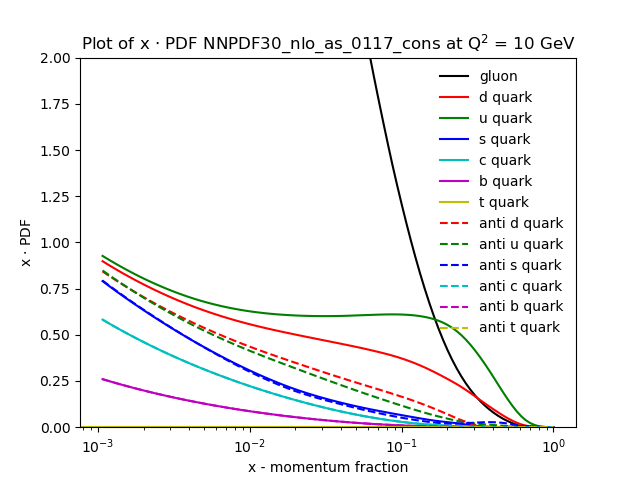 Plot of x · PDF NNPDF30_nlo_as_0117_cons at Q² = 10 GeV
2.00
1.75
1.50
1.25
1.00
0.75
0.50
0.25
0.00
x · PDF
gluon
d quark
u quark
s quark
c quark
b quark
t quark
anti d quark
anti u quark
anti s quark
anti c quark
anti b quark
anti t quark
10⁻³ 10⁻² 10⁻¹ 10⁰
x - momentum fraction